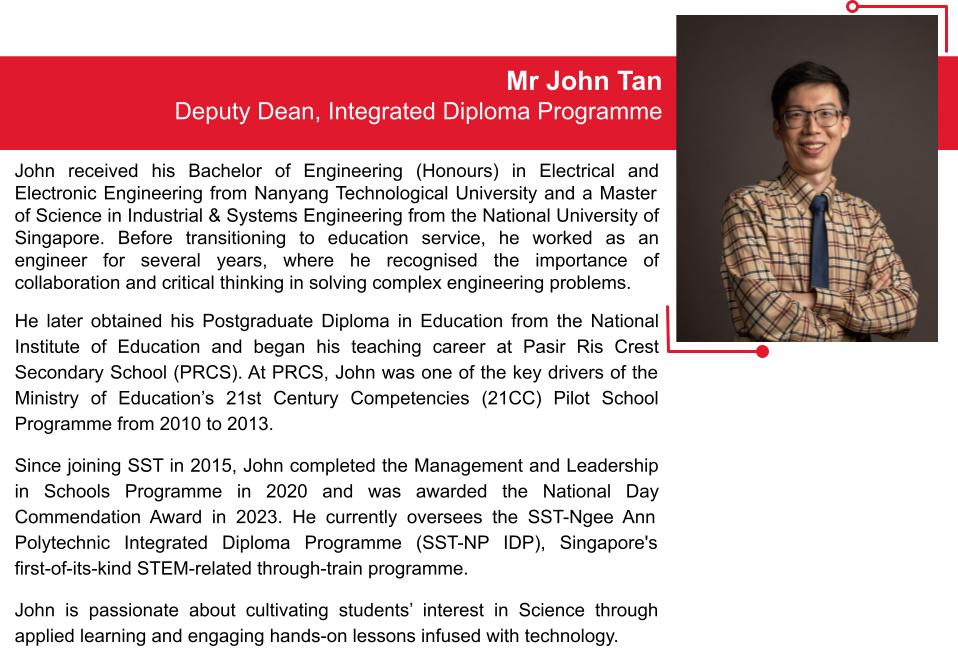 Mr John Tan
Deputy Dean, Integrated Diploma Programme
John received his Bachelor of Engineering (Honours) in Electrical and
Electronic Engineering from Nanyang Technological University and a Master
of Science in Industrial & Systems Engineering from the National University of
Singapore. Before transitioning to education service, he worked as an
engineer for several years, where he recognised the importance of
collaboration and critical thinking in solving complex engineering problems.
He later obtained his Postgraduate Diploma in Education from the National
Institute of Education and began his teaching career at Pasir Ris Crest
Secondary School (PRCS). At PRCS, John was one of the key drivers of the
Ministry of Education’s 21st Century Competencies (21CC) Pilot School
Programme from 2010 to 2013.
Since joining SST in 2015, John completed the Management and Leadership
in Schools Programme in 2020 and was awarded the National Day
Commendation Award in 2023. He currently oversees the SST-Ngee Ann
Polytechnic Integrated Diploma Programme (SST-NP IDP), Singapore's
first-of-its-kind STEM-related through-train programme.
John is passionate about cultivating students’ interest in Science through
applied learning and engaging hands-on lessons infused with technology.